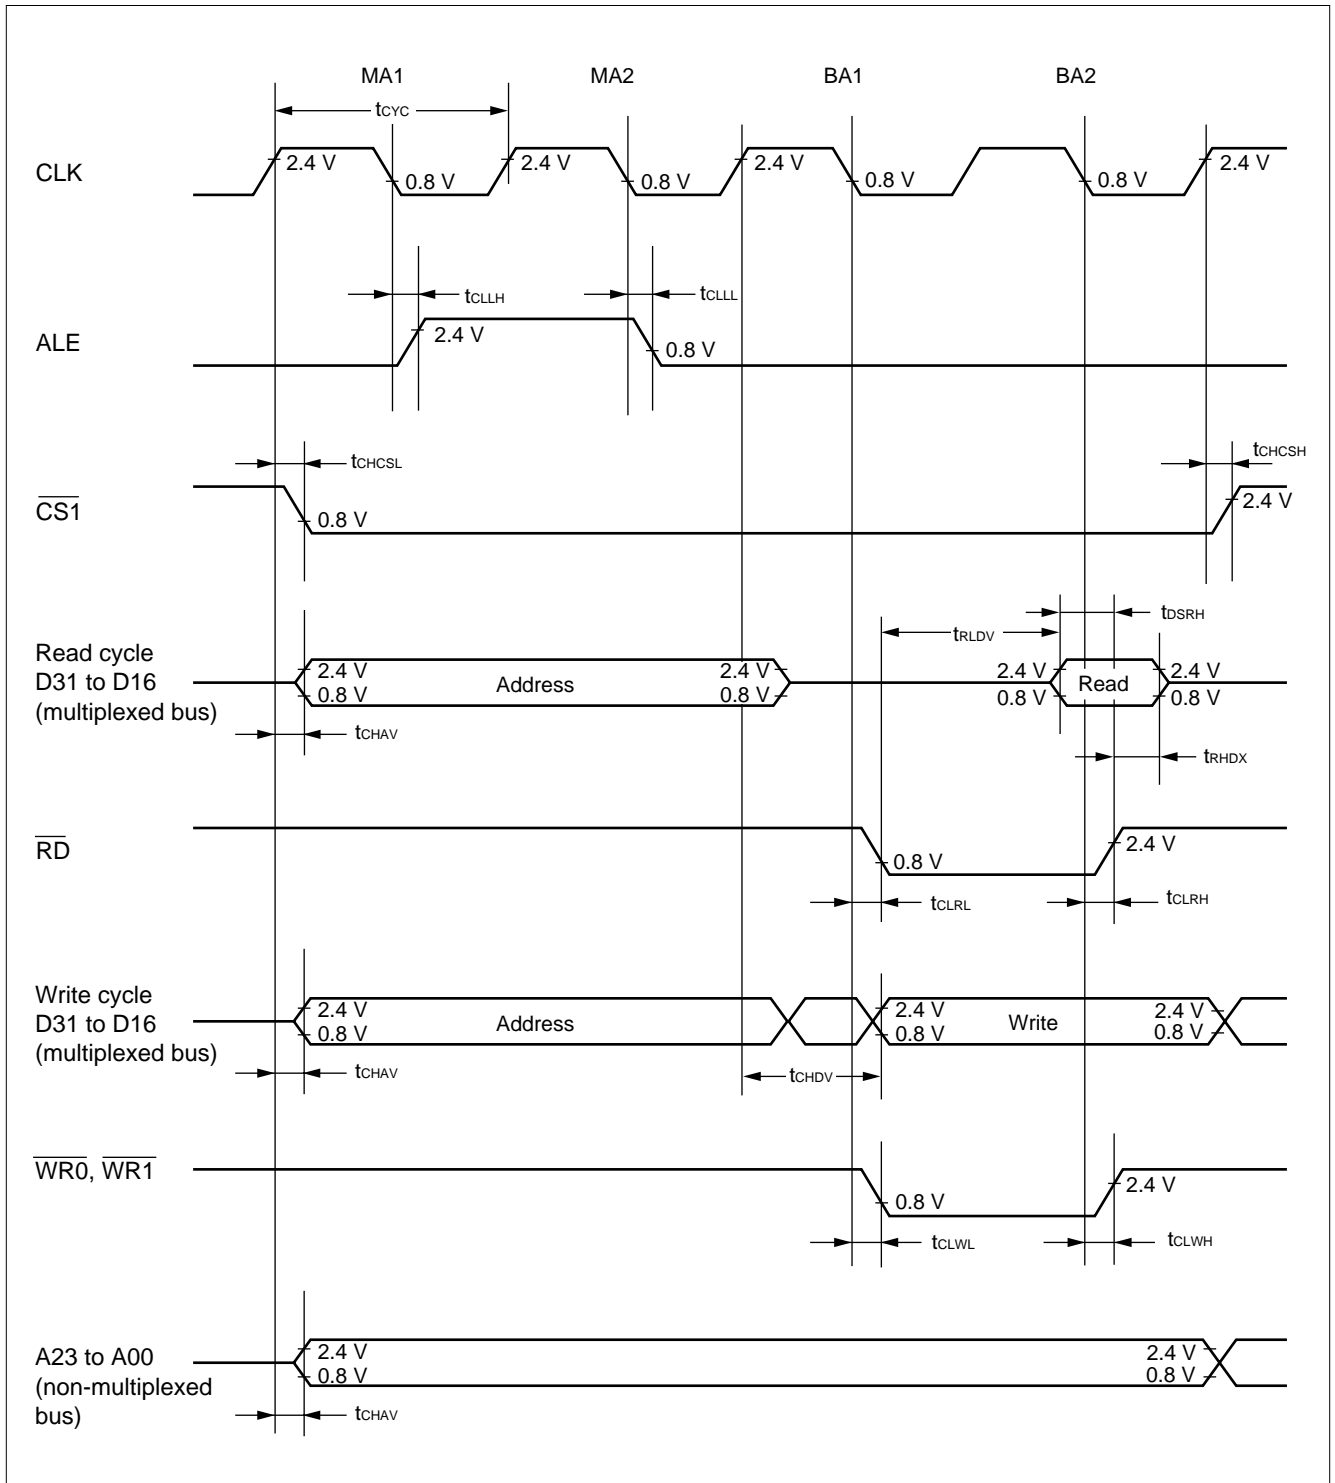 MA1 MA2 BA1 BA2
tCYC
CLK 2.4 V 0.8 V 2.4 V 0.8 V 2.4 V 0.8 V 0.8 V 2.4 V
tCLLH tCLLL
ALE 2.4 V 0.8 V
tCHCSL tCHCSH
CS1 0.8 V 2.4 V
tDSRH
tRLDV
Read cycle
D31 to D16
(multiplexed bus)
2.4 V Address 2.4 V 2.4 V Read 2.4 V
0.8 V 0.8 V 0.8 V 0.8 V
tCHAV
tRHDX
RD 0.8 V 2.4 V
tCLRL tCLRH
Write cycle
D31 to D16
(multiplexed bus)
2.4 V Address 2.4 V Write 2.4 V
0.8 V 0.8 V 0.8 V
tCHAV tCHDV
WR0, WR1 0.8 V 2.4 V
tCLWL tCLWH
A23 to A00
(non-multiplexed
bus)
2.4 V 2.4 V
0.8 V 0.8 V
tCHAV